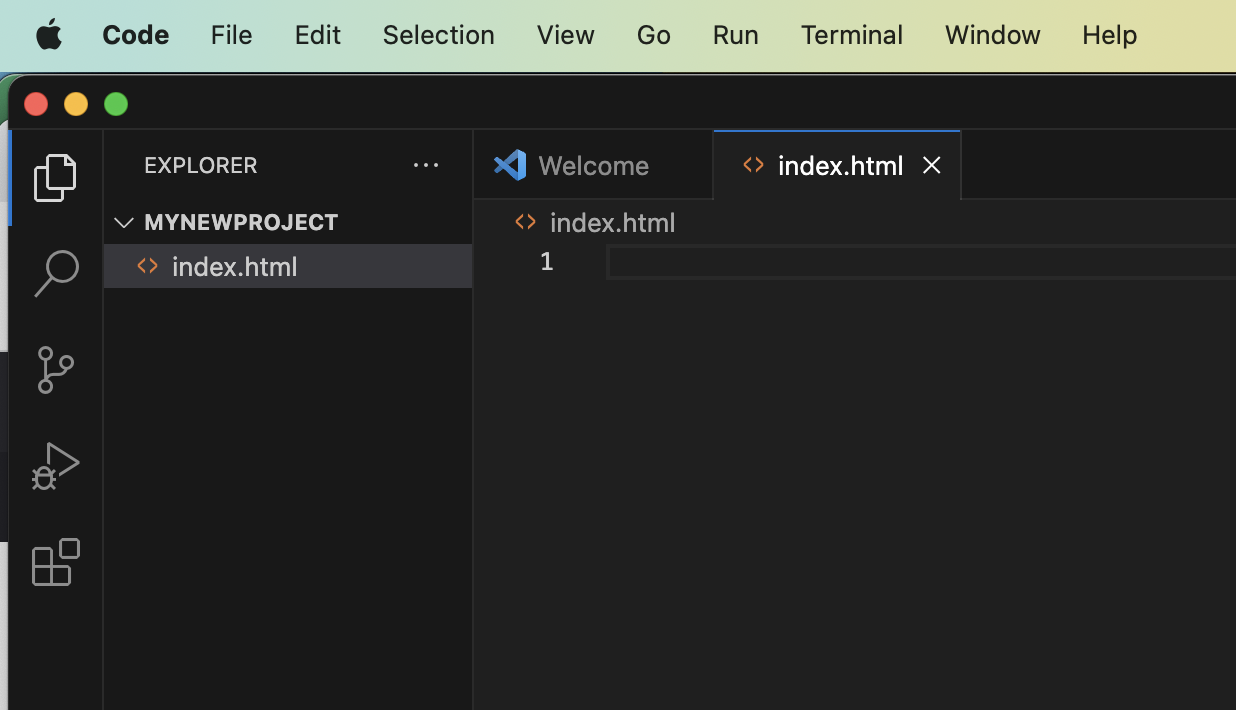 Code File Edit Selection View Go Run Terminal Window Help
EXPLORER ...
Welcome
index.html
MYNEWPROJECT
index.html
index.html
1